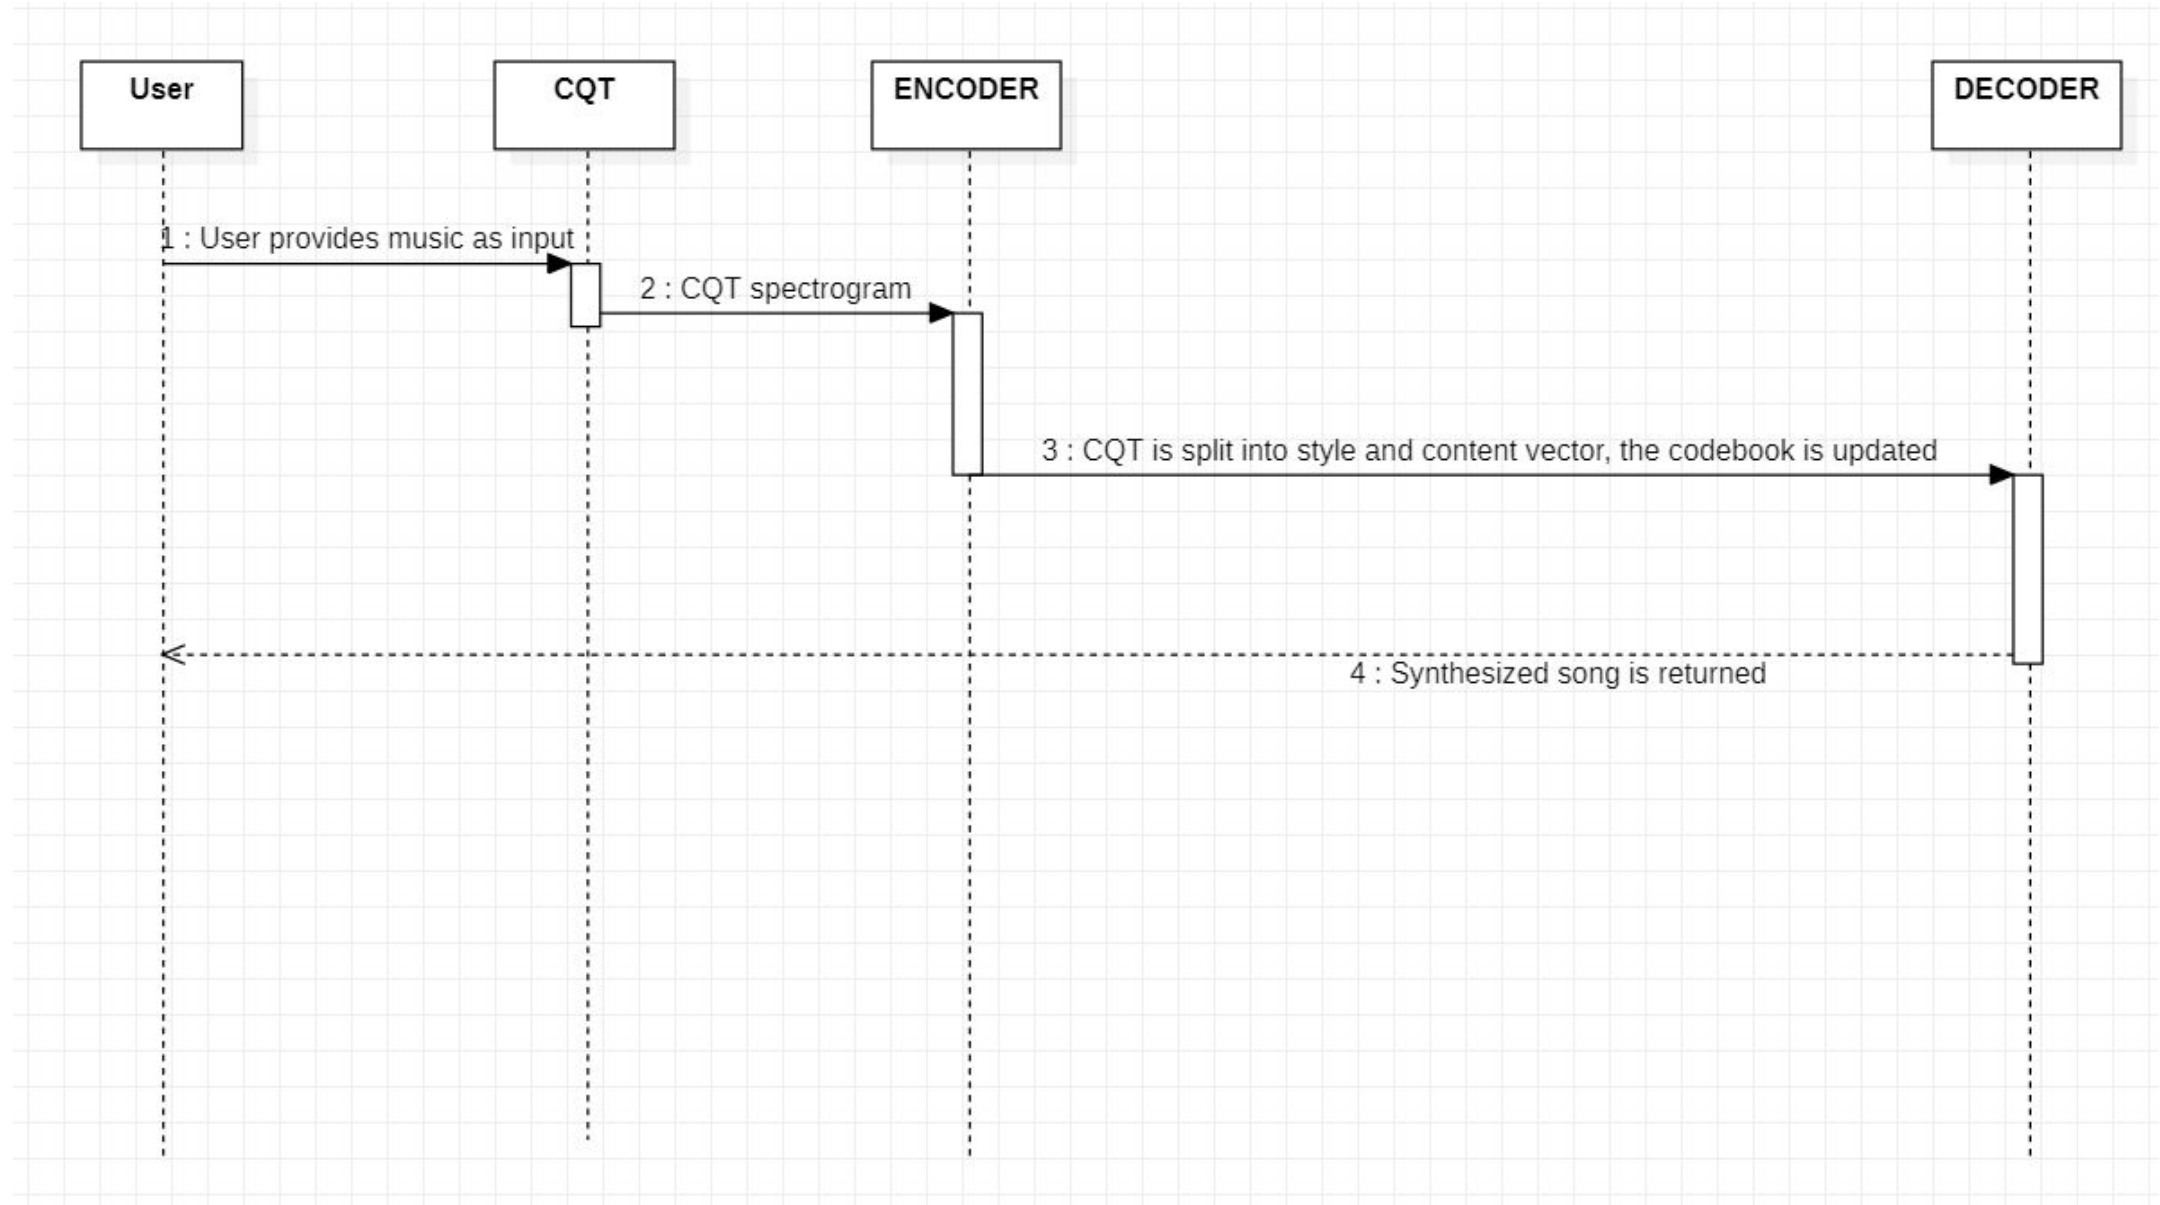 User
CQT
ENCODER
DECODER
1 : User provides music as input
2 : CQT spectrogram
3 : CQT is split into style and content vector, the codebook is updated
4 : Synthesized song is returned